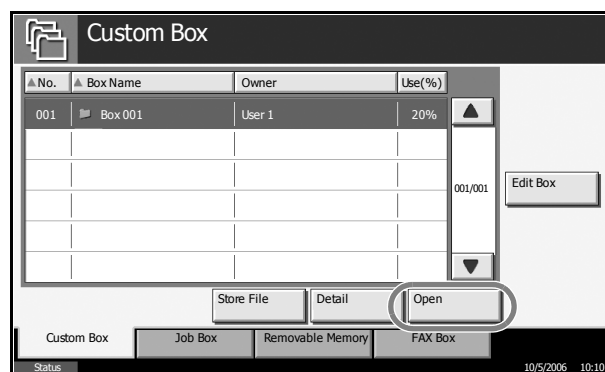 Custom Box
No. Box Name Owner Use(%)
001 Box 001 User 1 20%
001/001
Edit Box
Store File Detail Open
Custom Box Job Box Removable Memory FAX Box
Status 10/5/2006 10:10